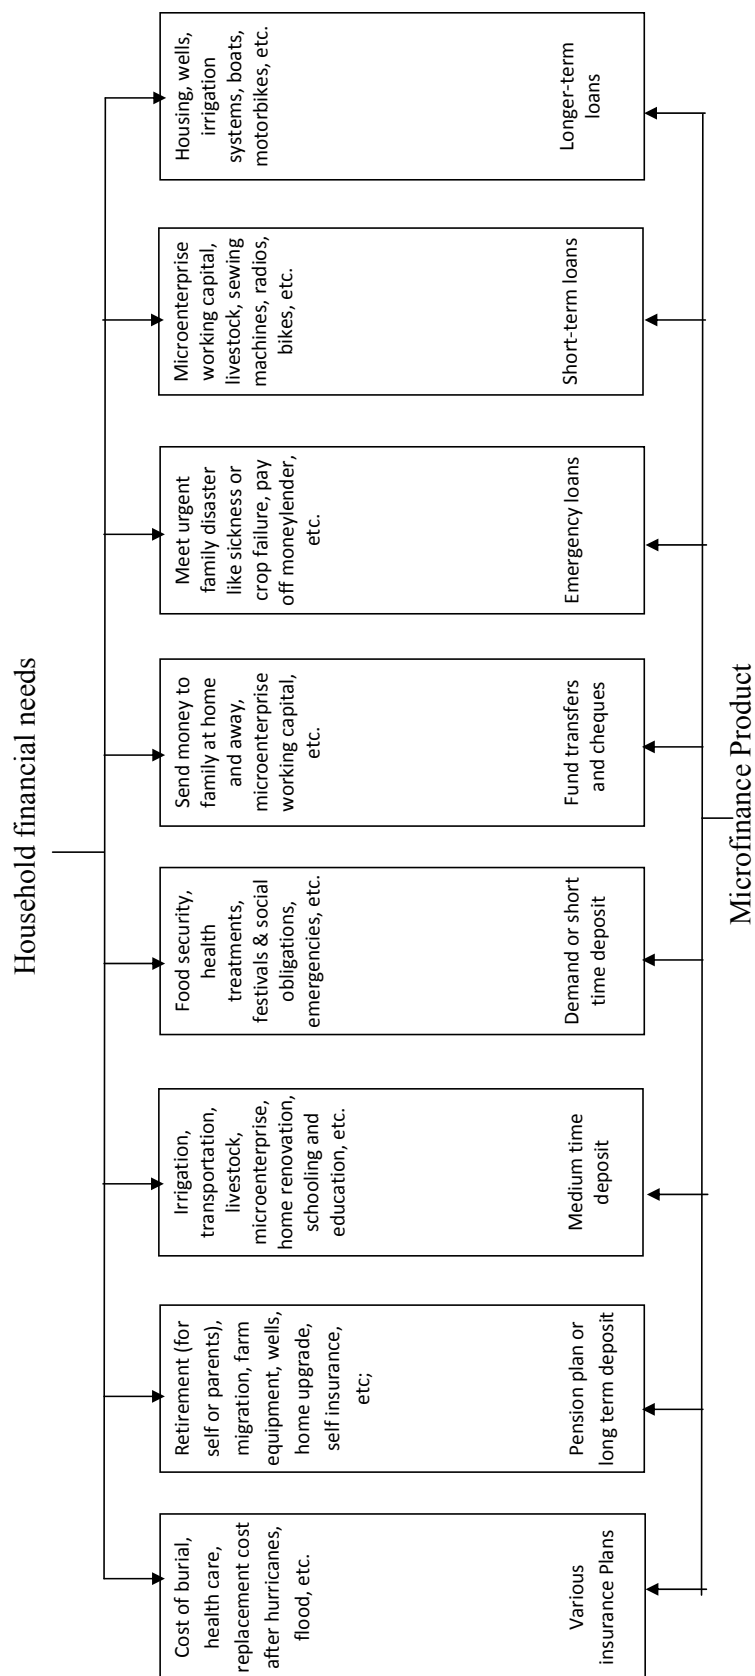 Household financial needs
Cost of burial,
health care,
replacement cost
after hurricanes,
flood, etc.
Various
insurance Plans
Retirement (for
self or parents),
migration, farm
equipment, wells,
home upgrade,
self insurance,
etc;
Pension plan or
long term deposit
Irrigation,
transportation,
livestock,
microenterprise,
home renovation,
schooling and
education, etc.
Medium time
deposit
Food security,
health
treatments,
festivals & social
obligations,
emergencies, etc.
Demand or short
time deposit
Send money to
family at home
and away,
microenterprise
working capital,
etc.
Fund transfers
and cheques
Meet urgent
family disaster
like sickness or
crop failure, pay
off moneylender,
etc.
Emergency loans
Microenterprise
working capital,
livestock, sewing
machines, radios,
bikes, etc.
Short-term loans
Housing, wells,
irrigation
systems, boats,
motorbikes, etc.
Longer-term
loans
Microfinance Product